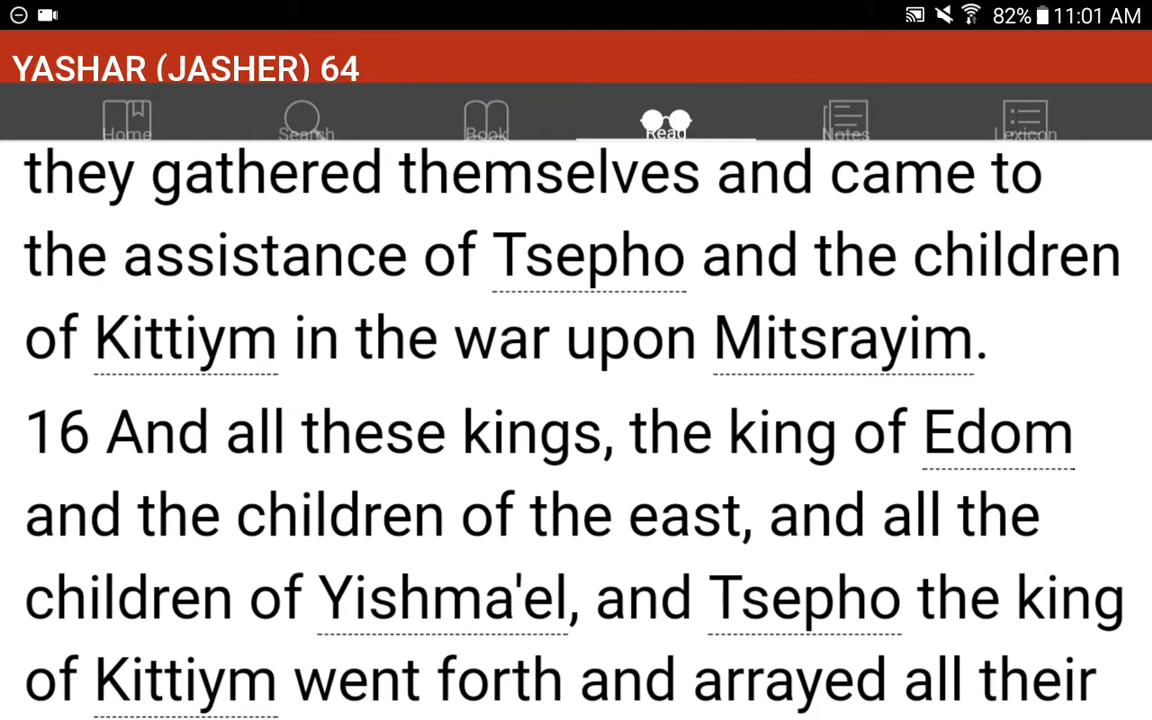 82% 11:01 AM
YASHAR (JASHER) 64
Home Search Book Read Notes Lexicon
they gathered themselves and came to
the assistance of Tsepho and the children
of Kittiym in the war upon Mitsrayim.
16 And all these kings, the king of Edom
and the children of the east, and all the
children of Yishma'el, and Tsepho the king
of Kittiym went forth and arrayed all their